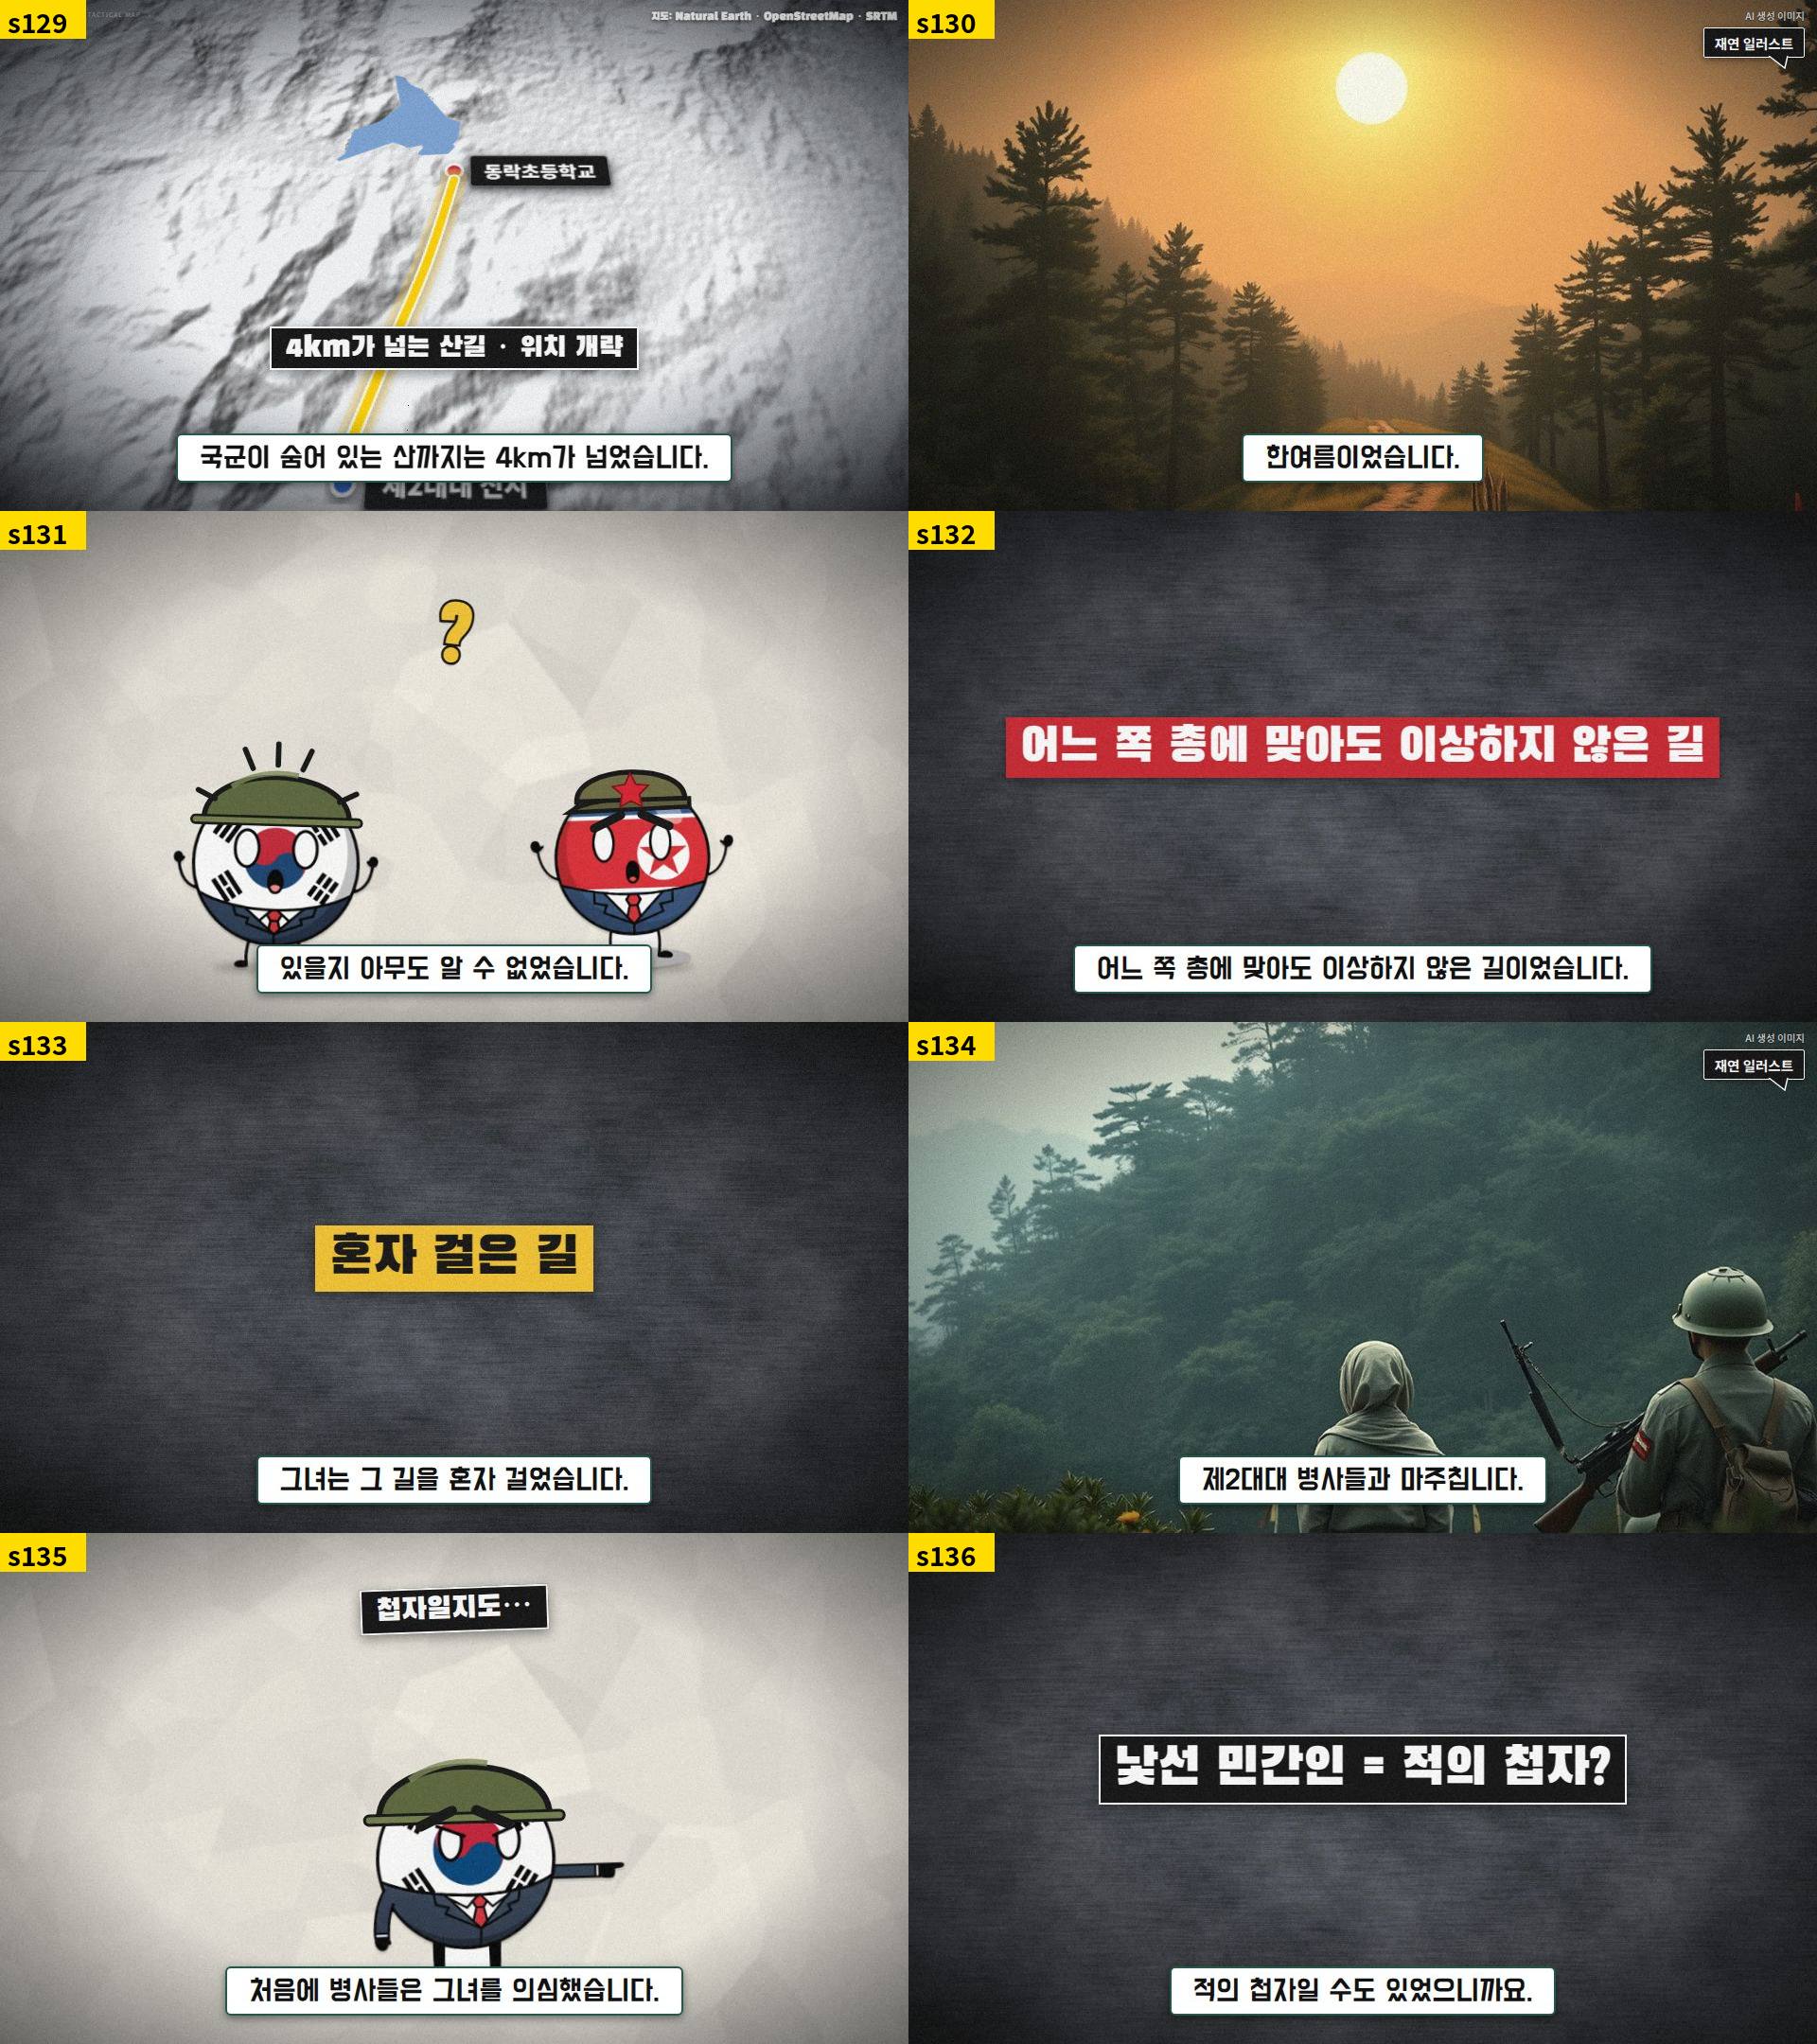 s129
TACTICAL MAP
지도: Natural Earth · OpenStreetMap · SRTM
동락초등학교
4km가 넘는 산길 · 위치 개략
국군이 숨어 있는 산까지는 4km가 넘었습니다.
제2대대 진지
s130
AI 생성 이미지
재연 일러스트
한여름이었습니다.
s131
?
있을지 아무도 알 수 없었습니다.
s132
어느 쪽 총에 맞아도 이상하지 않은 길
어느 쪽 총에 맞아도 이상하지 않은 길이었습니다.
s133
혼자 걸은 길
그녀는 그 길을 혼자 걸었습니다.
s134
AI 생성 이미지
재연 일러스트
제2대대 병사들과 마주칩니다.
s135
첩자일지도…
처음에 병사들은 그녀를 의심했습니다.
s136
낯선 민간인 = 적의 첩자?
적의 첩자일 수도 있었으니까요.